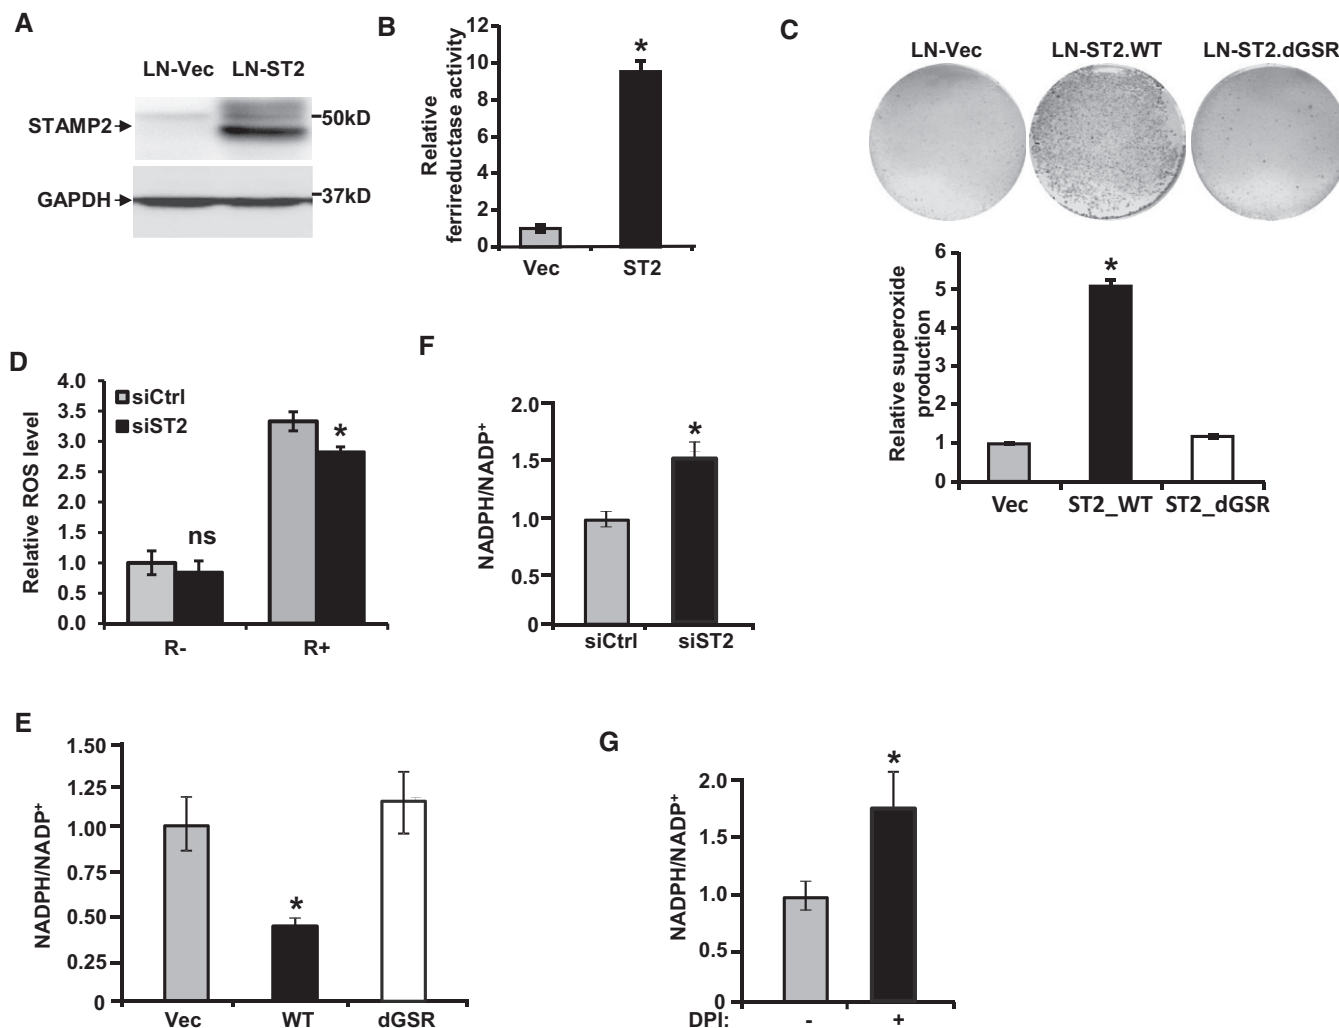 A
LN-Vec LN-ST2
STAMP2
50kD
GAPDH
37kD
B
Relative
ferrireductase activity
12
10
8
6
4
2
0
*
Vec ST2
C
LN-Vec LN-ST2.WT LN-ST2.dGSR
Relative superoxide
production
6
5
4
3
2
1
0
*
Vec ST2_WT ST2_dGSR
D
Relative ROS level
4.0
3.5
3.0
2.5
2.0
1.5
1.0
0.5
0.0
siCtrl
siST2
ns
*
R- R+
F
NADPH/NADP+
2.0
1.5
1.0
0.5
0
*
siCtrl siST2
E
NADPH/NADP+
1.50
1.25
1.00
0.75
0.50
0.25
0
*
Vec WT dGSR
G
NADPH/NADP+
2.0
1.5
1.0
0.5
0
*
DPI: - +